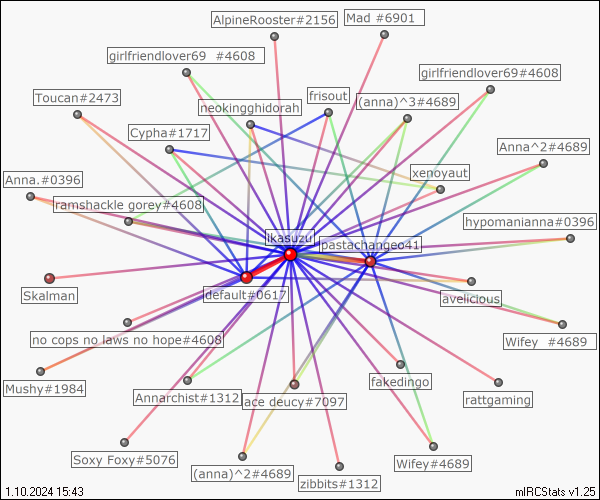 AlpineRooster#2156
Mad #6901
girlfriendlover69 #4608
girlfriendlover69#4608
Toucan#2473
neokingghidorah
frisout
(anna)^3#4689
Cypha#1717
Anna^2#4689
xenoyaut
Anna.#0396
ramshackle gorey#4608
hypomanianna#0396
ikasuzu
pastachangeo41
Skalman
default#0617
avelicious
no cops no laws no hope#4608
Wifey #4689
Mushy#1984
Annarchist#1312
ace deucy#7097
fakedingo
rattgaming
Soxy Foxy#5076
(anna)^2#4689
zibbits#1312
Wifey#4689
1.10.2024 15:43
mIRCStats v1.25